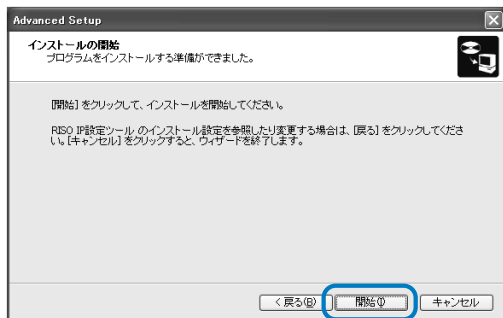 Advanced Setup
インストールの開始
プログラムをインストールする準備ができました。
[開始] をクリックして、インストールを開始してください。
RISO IP設定ツール のインストール設定を参照したり変更する場合は、[戻る] をクリックしてくださ
い。[キャンセル] をクリックすると、ウィザードを終了します。
< 戻る(B)
開始(I)
キャンセル